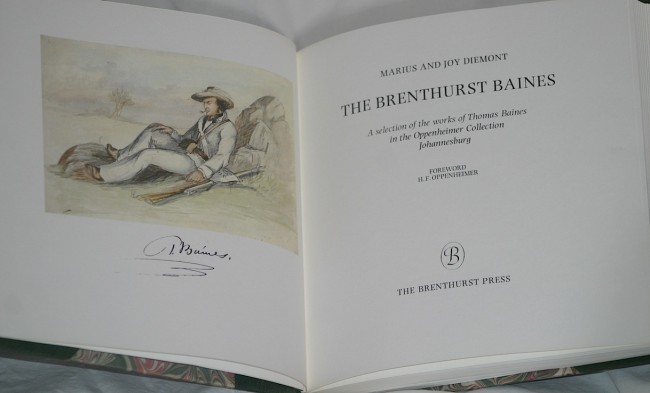 T Baines.
MARIUS AND JOY DIEMONT
THE BRENTHURST BAINES
A selection of the works of Thomas Baines
in the Oppenheimer Collection
Johannesburg
FOREWORD
H. F. OPPENHEIMER
B
THE BRENTHURST PRESS